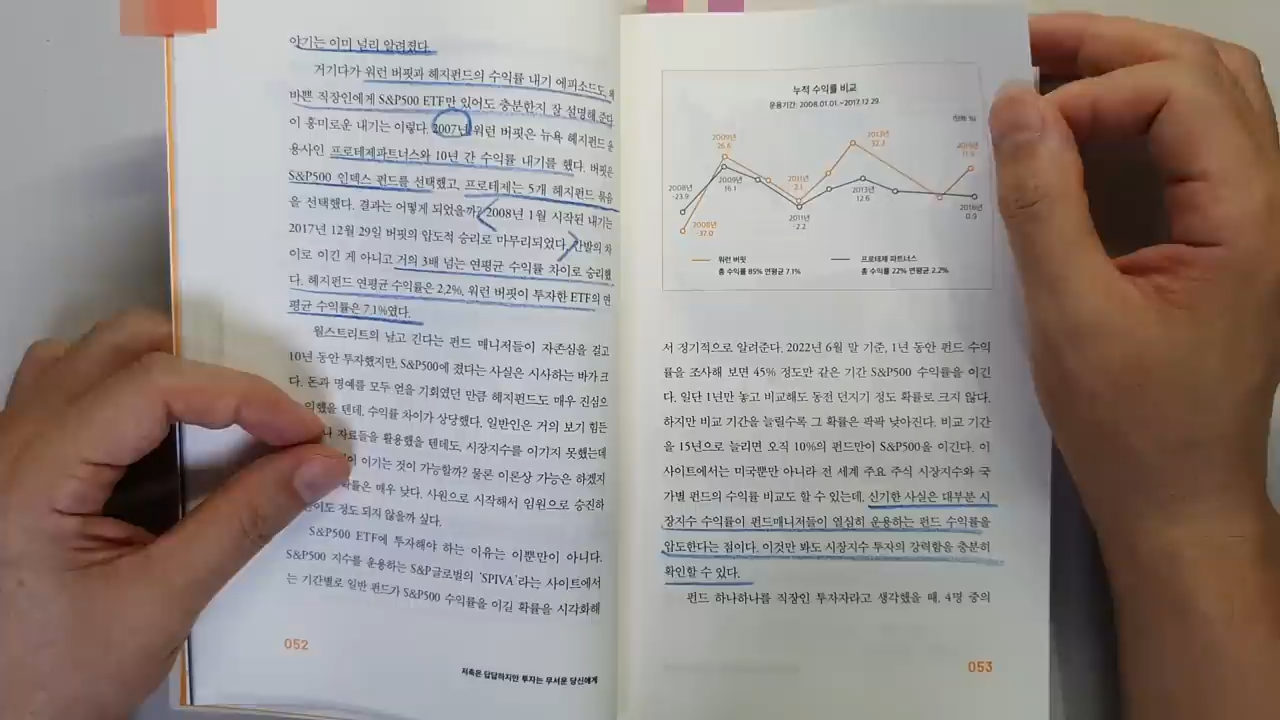 야기는 이미 널리 알려졌다.
거기다가 워런 버핏과 헤지펀드의 수익률 내기 에피소드도, 왜
바쁜 직장인에게 S&P500 ETF만 있어도 충분한지 잘 설명해 준다
이 흥미로운 내기는 이렇다. 2007년 워런 버핏은 뉴욕 헤지펀드 운
용사인 프로테제파트너스와 10년 간 수익률 내기를 했다. 버핏은
S&P500 인덱스 펀드를 선택했고, 프로테제는 5개 헤지펀드 묶음
을 선택했다. 결과는 어떻게 되었을까? 2008년 1월 시작된 내기는
2017년 12월 29일 버핏의 압도적 승리로 마무리되었다. 간발의 차
이로 이긴 게 아니고 거의 3배 넘는 연평균 수익률 차이로 승리했
다. 헤지펀드 연평균 수익률은 2.2%, 워런 버핏이 투자한 ETF의 연
평균 수익률은 7.1%였다.
월스트리트의 날고 긴다는 펀드 매니저들이 자존심을 걸고
10년 동안 투자했지만, S&P500에 졌다는 사실은 시사하는 바가 크
다. 돈과 명예를 모두 얻을 기회였던 만큼 헤지펀드도 매우 진심으
했을 텐데, 수익률 차이가 상당했다. 일반인은 거의 보기 힘든
자료들을 활용했을 텐데도, 시장지수를 이기지 못했는데
이 이기는 것이 가능할까? 물론 이론상 가능은 하겠지
률은 매우 낮다. 사원으로 시작해서 임원으로 승진하
정도 되지 않을까 싶다.
S&P500 ETF에 투자해야 하는 이유는 이뿐만이 아니다.
S&P500 지수를 운용하는 S&P글로벌의 'SPIVA'라는 사이트에서
는 기간별로 일반 펀드가 S&P500 수익률을 이길 확률을 시각화해
052
저축은 답답하지만 투자는 무서운 당신에게
누적 수익률 비교
운용기간: 2008.01.01.~2017.12.29.
(단위: %)
2008년
-23.9
2008년
-37.0
2009년
26.6
2009년
16.1
2011년
2.1
2011년
-2.2
2013년
32.3
2013년
12.6
0.9
워런 버핏
총 수익률 85% 연평균 7.1%
프로테제 파트너스
총 수익률 22% 연평균 2.2%
서 정기적으로 알려준다. 2022년 6월 말 기준, 1년 동안 펀드 수익
률을 조사해 보면 45% 정도만 같은 기간 S&P500 수익률을 이긴
다. 일단 1년만 놓고 비교해도 동전 던지기 정도 확률로 크지 않다.
하지만 비교 기간을 늘릴수록 그 확률은 팍팍 낮아진다. 비교 기간
을 15년으로 늘리면 오직 10%의 펀드만이 S&P500을 이긴다. 이
사이트에서는 미국뿐만 아니라 전 세계 주요 주식 시장지수와 국
가별 펀드의 수익률 비교도 할 수 있는데, 신기한 사실은 대부분 시
장지수 수익률이 펀드매니저들이 열심히 운용하는 펀드 수익률을
압도한다는 점이다. 이것만 봐도 시장지수 투자의 강력함을 충분히
확인할 수 있다.
펀드 하나하나를 직장인 투자자라고 생각했을 때, 4명 중의
053